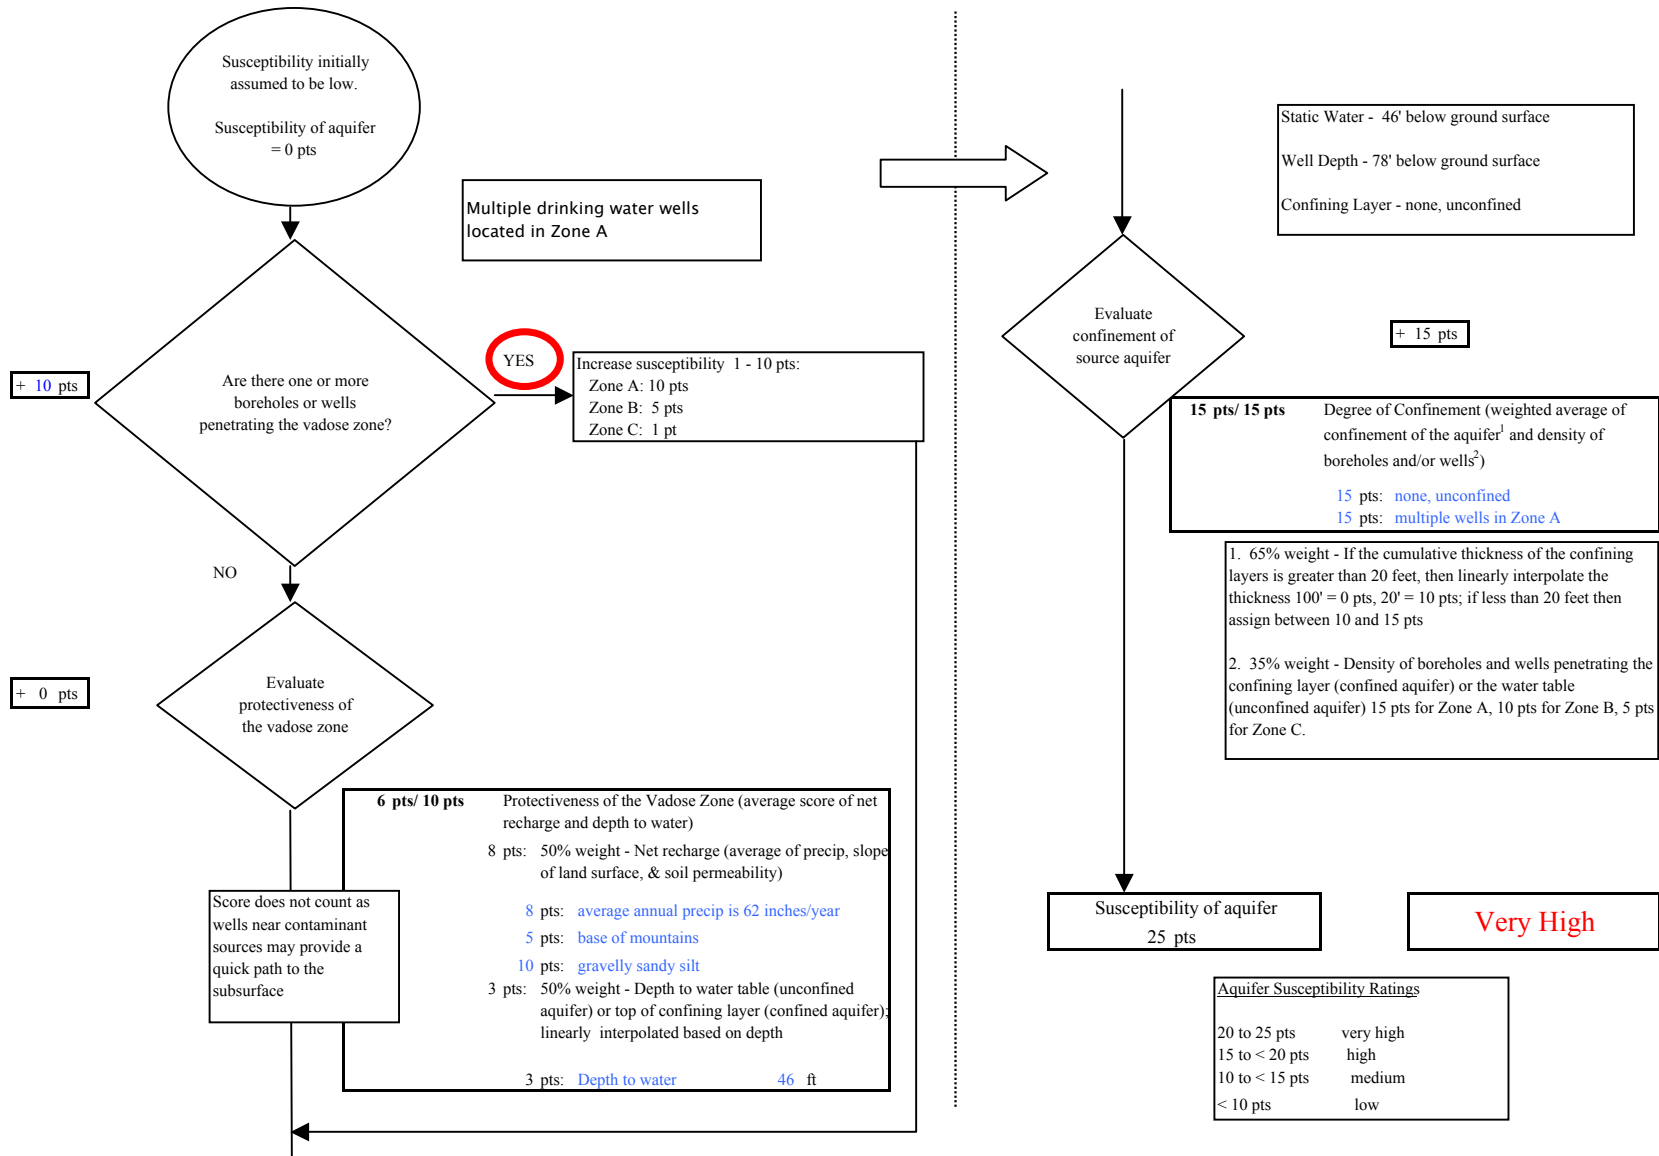 Susceptibility initially
assumed to be low.
Susceptibility of aquifer
= 0 pts
Multiple drinking water wells
located in Zone A
+ 10 pts
Are there one or more
boreholes or wells
penetrating the vadose zone?
YES
Increase susceptibility 1 - 10 pts:
Zone A: 10 pts
Zone B: 5 pts
Zone C: 1 pt
NO
+ 0 pts
Evaluate
protectiveness of
the vadose zone
6 pts/ 10 pts Protectiveness of the Vadose Zone (average score of net
recharge and depth to water)
8 pts: 50% weight - Net recharge (average of precip, slope
of land surface, & soil permeability)
8 pts: average annual precip is 62 inches/year
5 pts: base of mountains
10 pts: gravelly sandy silt
3 pts: 50% weight - Depth to water table (unconfined
aquifer) or top of confining layer (confined aquifer);
linearly interpolated based on depth
3 pts: Depth to water 46 ft
Score does not count as
wells near contaminant
sources may provide a
quick path to the
subsurface
Static Water - 46' below ground surface
Well Depth - 78' below ground surface
Confining Layer - none, unconfined
Evaluate
confinement of
source aquifer
+ 15 pts
15 pts/ 15 pts Degree of Confinement (weighted average of
confinement of the aquifer1 and density of
boreholes and/or wells2)
15 pts: none, unconfined
15 pts: multiple wells in Zone A
1. 65% weight - If the cumulative thickness of the confining
layers is greater than 20 feet, then linearly interpolate the
thickness 100' = 0 pts, 20' = 10 pts; if less than 20 feet then
assign between 10 and 15 pts
2. 35% weight - Density of boreholes and wells penetrating the
confining layer (confined aquifer) or the water table
(unconfined aquifer) 15 pts for Zone A, 10 pts for Zone B, 5 pts
for Zone C.
Susceptibility of aquifer
25 pts
Very High
Aquifer Susceptibility Ratings
20 to 25 pts very high
15 to < 20 pts high
10 to < 15 pts medium
< 10 pts low